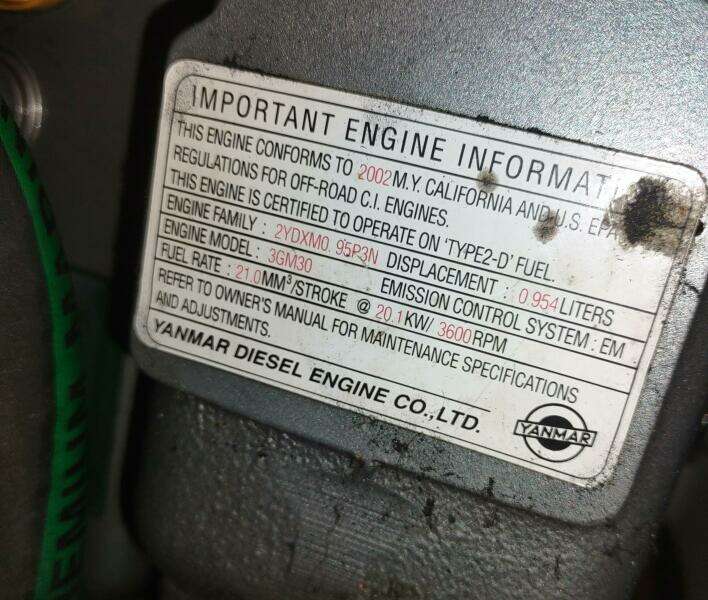 IMPORTANT ENGINE INFORMATI
THIS ENGINE CONFORMS TO 2002 M.Y. CALIFORNIA AND U.S. EPA
REGULATIONS FOR OFF-ROAD C.I. ENGINES.
THIS ENGINE IS CERTIFIED TO OPERATE ON 'TYPE2-D' FUEL.
ENGINE FAMILY : 2YDXM0.95P3N DISPLACEMENT : 0.954 LITERS
ENGINE MODEL : 3GM30 EMISSION CONTROL SYSTEM : EM
FUEL RATE : 21.0 MM³/STROKE @ 20.1 KW/ 3600 RPM
REFER TO OWNER'S MANUAL FOR MAINTENANCE SPECIFICATIONS
AND ADJUSTMENTS.
YANMAR DIESEL ENGINE CO.,LTD.
YANMAR